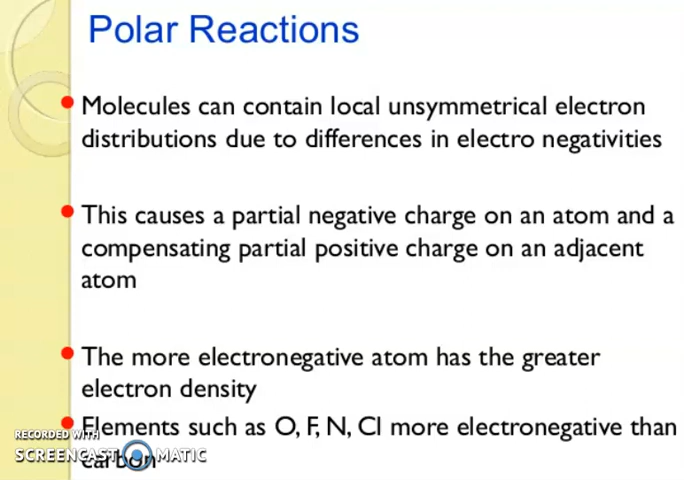 Polar Reactions
Molecules can contain local unsymmetrical electron
distributions due to differences in electro negativities
This causes a partial negative charge on an atom and a
compensating partial positive charge on an adjacent
atom
The more electronegative atom has the greater
electron density
Elements such as O, F, N, Cl more electronegative than
carbon
RECORDED WITH
SCREENCAST MATIC